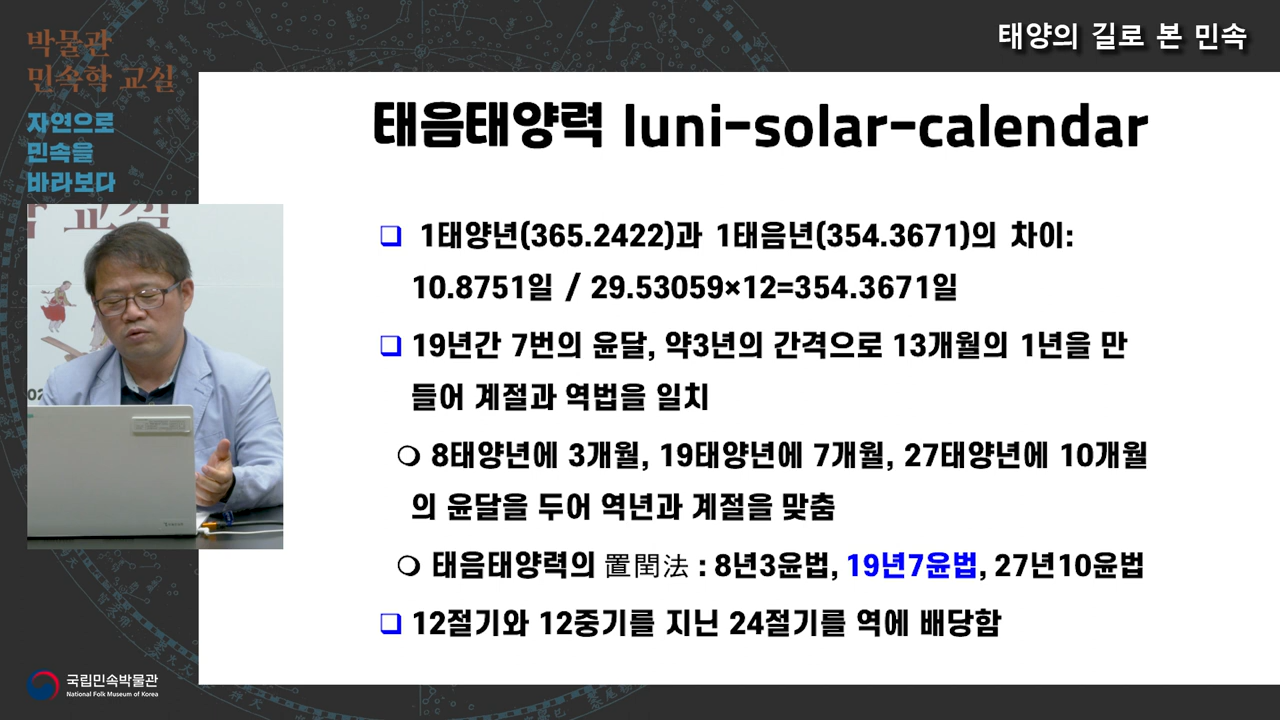 태양의 길로 본 민속
박물관
민속학 교실
자연으로
민속을
바라보다
태음태양력 luni-solar-calendar
❑ 1태양년(365.2422)과 1태음년(354.3671)의 차이:
10.8751일 / 29.53059×12=354.3671일
❑ 19년간 7번의 윤달, 약3년의 간격으로 13개월의 1년을 만
들어 계절과 역법을 일치
❍ 8태양년에 3개월, 19태양년에 7개월, 27태양년에 10개월
의 윤달을 두어 역년과 계절을 맞춤
❍ 태음태양력의 置閏法 : 8년3윤법, 19년7윤법, 27년10윤법
❑ 12절기와 12중기를 지닌 24절기를 역에 배당함
국립민속박물관
National Folk Museum of Korea